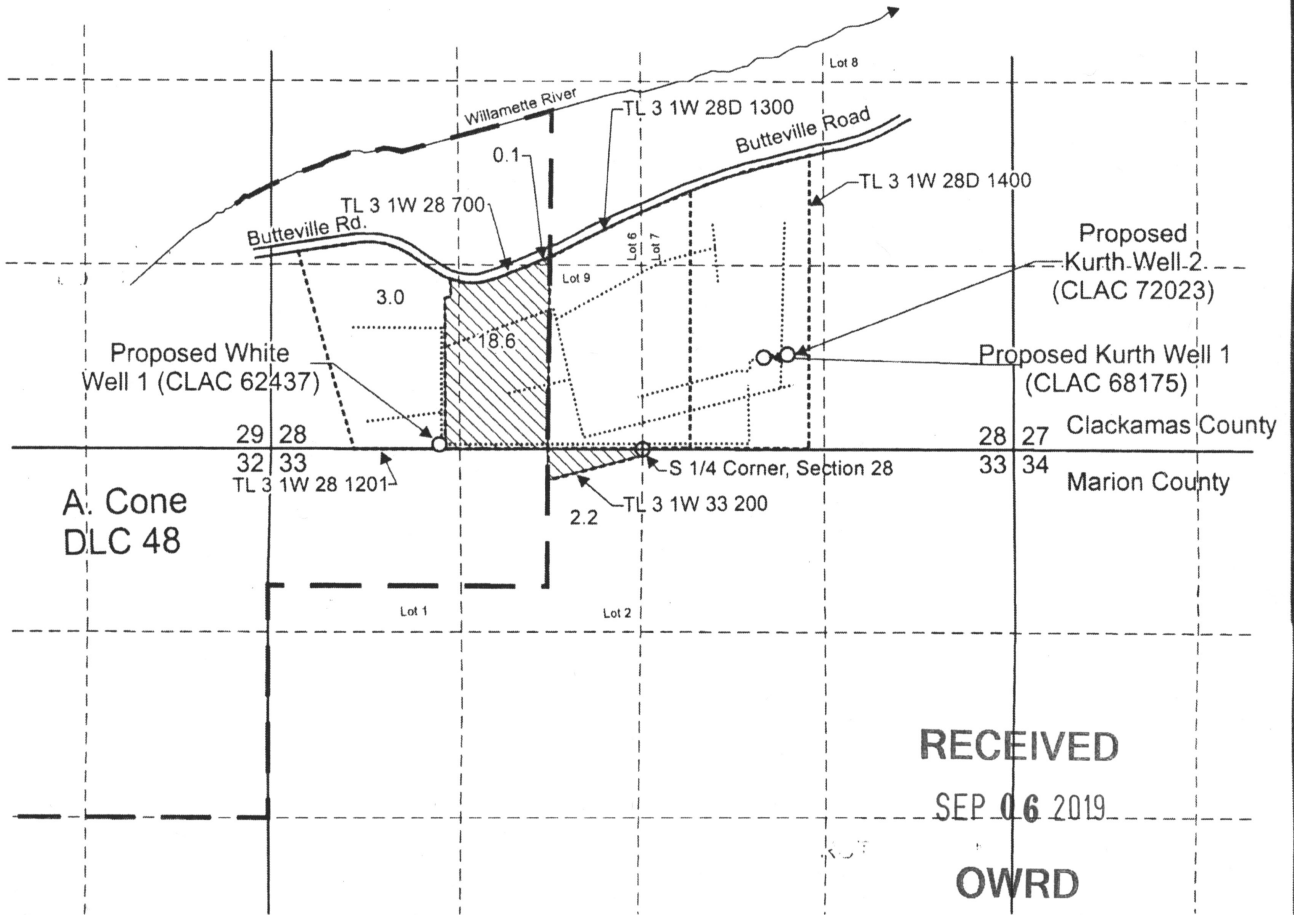 Lot 8
Willamette River
TL 3 1W 28D 1300
Butteville Road
0.1
TL 3 1W 28D 1400
TL 3 1W 28 700
Butteville Rd.
Lot 6
Lot 7
Proposed
Kurth Well 2
(CLAC 72023)
Lot 9
3.0
18.6
Proposed White
Well 1 (CLAC 62437)
Proposed Kurth Well 1
(CLAC 68175)
29 28
28 27
Clackamas County
32 33
33 34
S 1/4 Corner, Section 28
TL 3 1W 28 1201
Marion County
A. Cone
DLC 48
TL 3 1W 33 200
2.2
Lot 1
Lot 2
RECEIVED
SEP 06 2019
OWRD